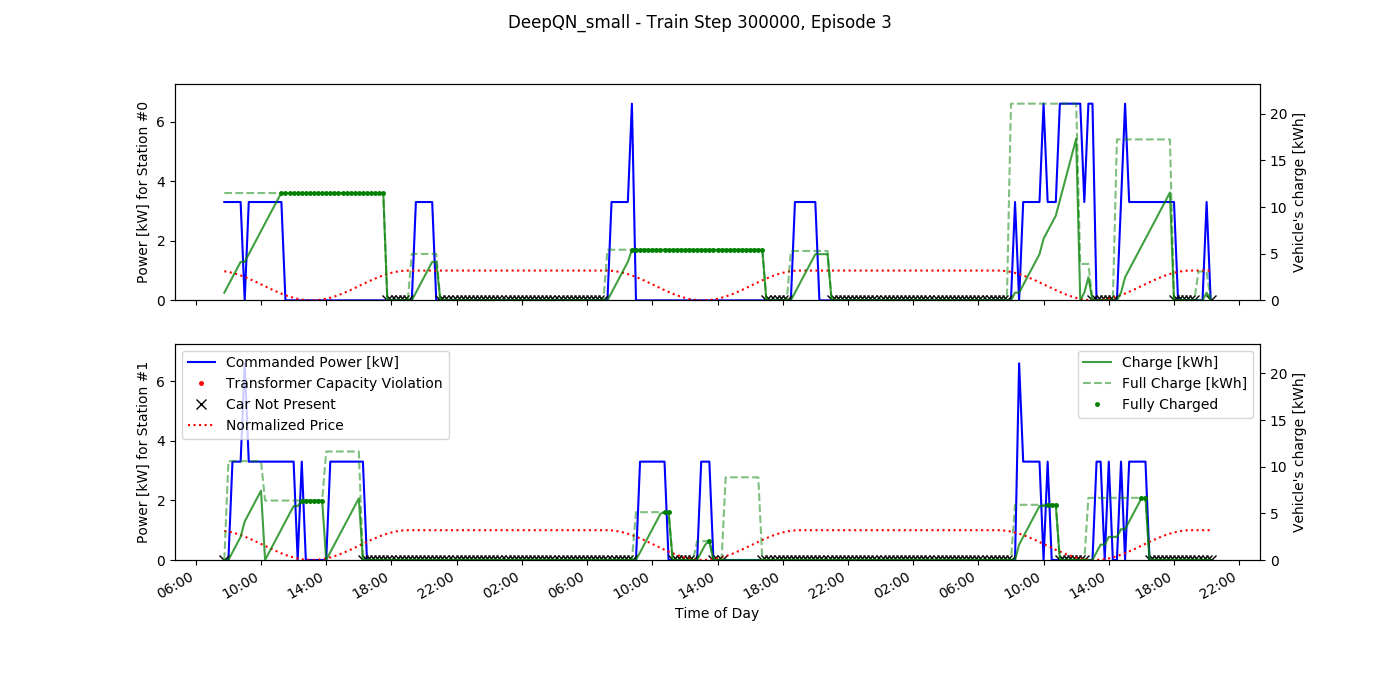 DeepQN_small - Train Step 300000, Episode 3
Power [kW] for Station #0
6
4
2
0
20
15
10
5
0
Vehicle's charge [kWh]
Power [kW] for Station #1
6
4
2
0
Commanded Power [kW]
Transformer Capacity Violation
Car Not Present
Normalized Price
Charge [kWh]
Full Charge [kWh]
Fully Charged
20
15
10
5
0
Vehicle's charge [kWh]
06:00 10:00 14:00 18:00 22:00 02:00 06:00 10:00 14:00 18:00 22:00 02:00 06:00 10:00 14:00 18:00 22:00
Time of Day